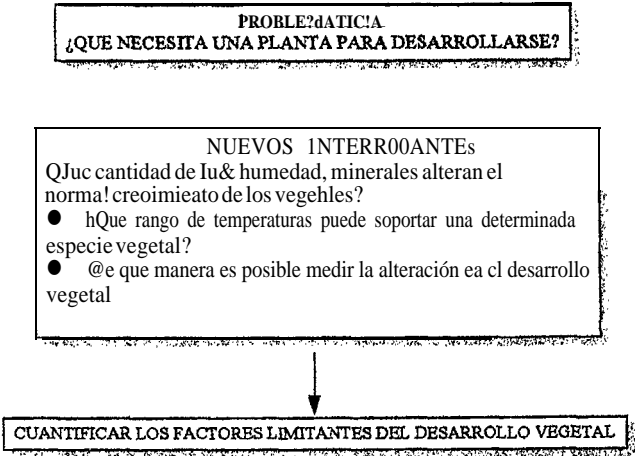 PROBLE?dATIC!A
¿QUE NECESITA UNA PLANTA PARA DESARROLLARSE?
NUEVOS 1NTERR00ANTEs
QJuc cantidad de Iu& humedad, minerales alteran el
norma! creoimieato de los vegehles?
● hQue rango de temperaturas puede soportar una determinada
especie vegetal?
● @e que manera es posible medir la alteración ea cl desarrollo
vegetal
CUANTIFICAR LOS FACTORES LIMITANTES DEL DESARROLLO VEGETAL